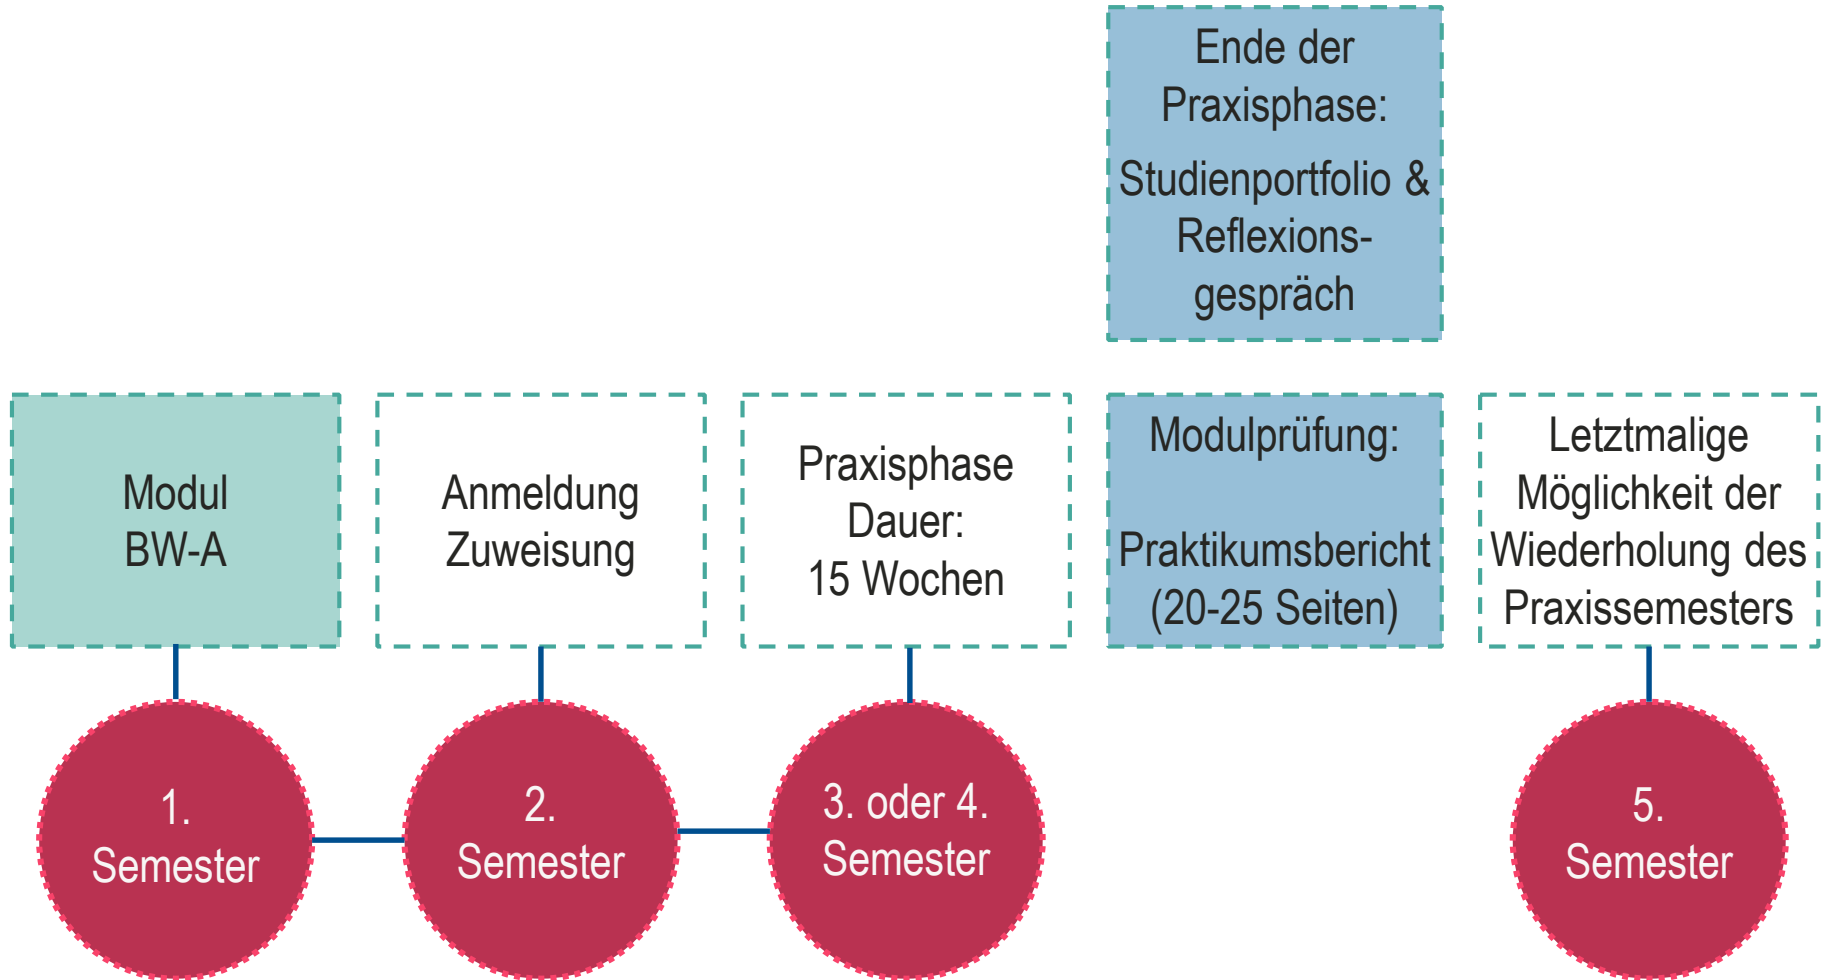 Ende der
Praxisphase:
Studienportfolio &
Reflexions-
gespräch
Modul
BW-A
Anmeldung
Zuweisung
Praxisphase
Dauer:
15 Wochen
Modulprüfung:
Praktikumsbericht
(20-25 Seiten)
Letztmalige
Möglichkeit der
Wiederholung des
Praxissemesters
1.
Semester
2.
Semester
3. oder 4.
Semester
5.
Semester